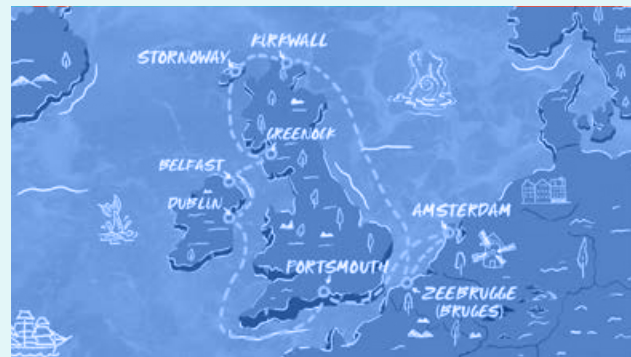 KIRKWALL
STORNOWAY
GREENOCK
BELFAST
DUBLIN
AMSTERDAM
PORTSMOUTH
ZEEBRUGGE
(BRUGES)